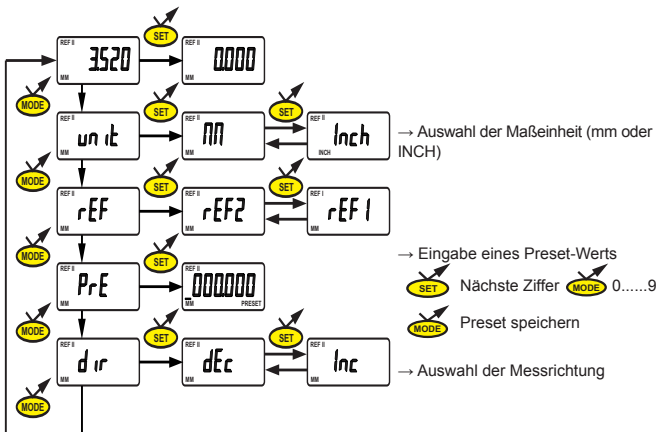 SET
REF II 3.520 MM
REF II 0.000 MM
MODE
SET SET
REF II unit MM
REF II MM
REF II Inch INCH
→ Auswahl der Maßeinheit (mm oder
INCH)
MODE
SET SET
REF II rEF MM
REF II rEF2 MM
REF I rEF1 MM
MODE
SET
REF II PrE MM
REF II 000.000 MM PRESET
→ Eingabe eines Preset-Werts
SET Nächste Ziffer MODE 0......9
MODE Preset speichern
MODE
SET SET
REF II dir MM
REF II dEc MM
REF II Inc MM
→ Auswahl der Messrichtung
MODE